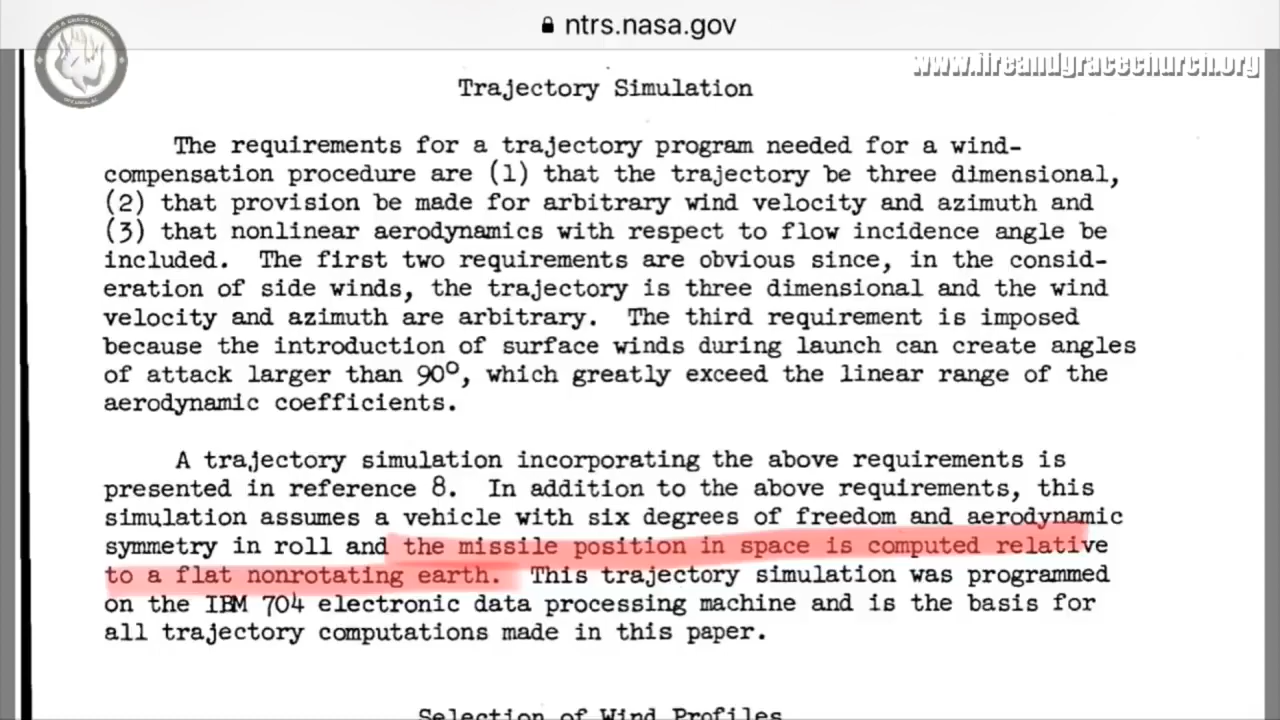 ntrs.nasa.gov
www.fireandgracechurch.org
Trajectory Simulation
The requirements for a trajectory program needed for a wind-
compensation procedure are (1) that the trajectory be three dimensional,
(2) that provision be made for arbitrary wind velocity and azimuth and
(3) that nonlinear aerodynamics with respect to flow incidence angle be
included. The first two requirements are obvious since, in the consid-
eration of side winds, the trajectory is three dimensional and the wind
velocity and azimuth are arbitrary. The third requirement is imposed
because the introduction of surface winds during launch can create angles
of attack larger than 90°, which greatly exceed the linear range of the
aerodynamic coefficients.
A trajectory simulation incorporating the above requirements is
presented in reference 8. In addition to the above requirements, this
simulation assumes a vehicle with six degrees of freedom and aerodynamic
symmetry in roll and the missile position in space is computed relative
to a flat nonrotating earth. This trajectory simulation was programmed
on the IBM 704 electronic data processing machine and is the basis for
all trajectory computations made in this paper.
Selection of Wind Profiles